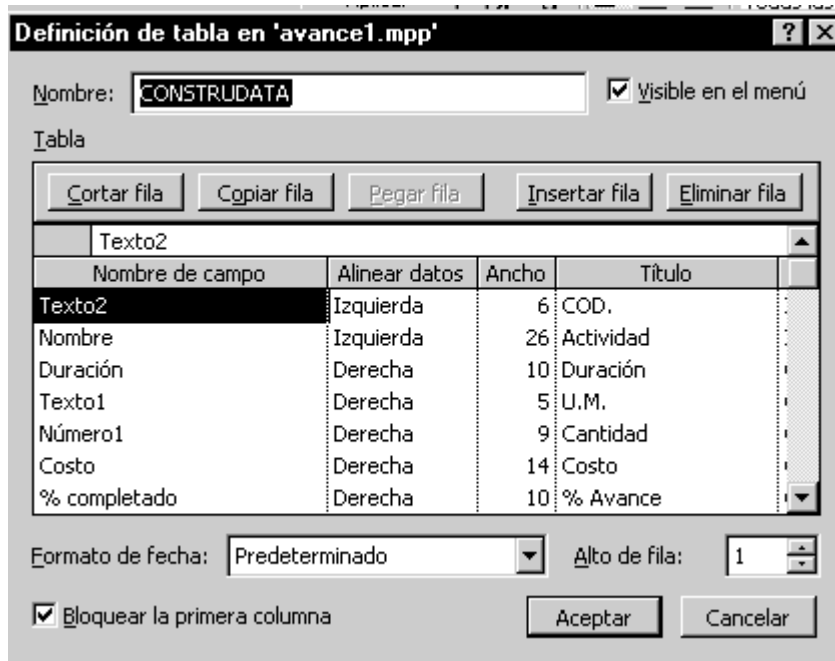 Definición de tabla en 'avance1.mpp'
Nombre: CONSTRUDATA Visible en el menú
Tabla
Cortar fila Copiar fila Pegar fila Insertar fila Eliminar fila
Texto2
Nombre de campo Alinear datos Ancho Título
Texto2 Izquierda 6 COD.
Nombre Izquierda 26 Actividad
Duración Derecha 10 Duración
Texto1 Derecha 5 U.M.
Número1 Derecha 9 Cantidad
Costo Derecha 14 Costo
% completado Derecha 10 % Avance
Formato de fecha: Predeterminado Alto de fila: 1
Bloquear la primera columna Aceptar Cancelar